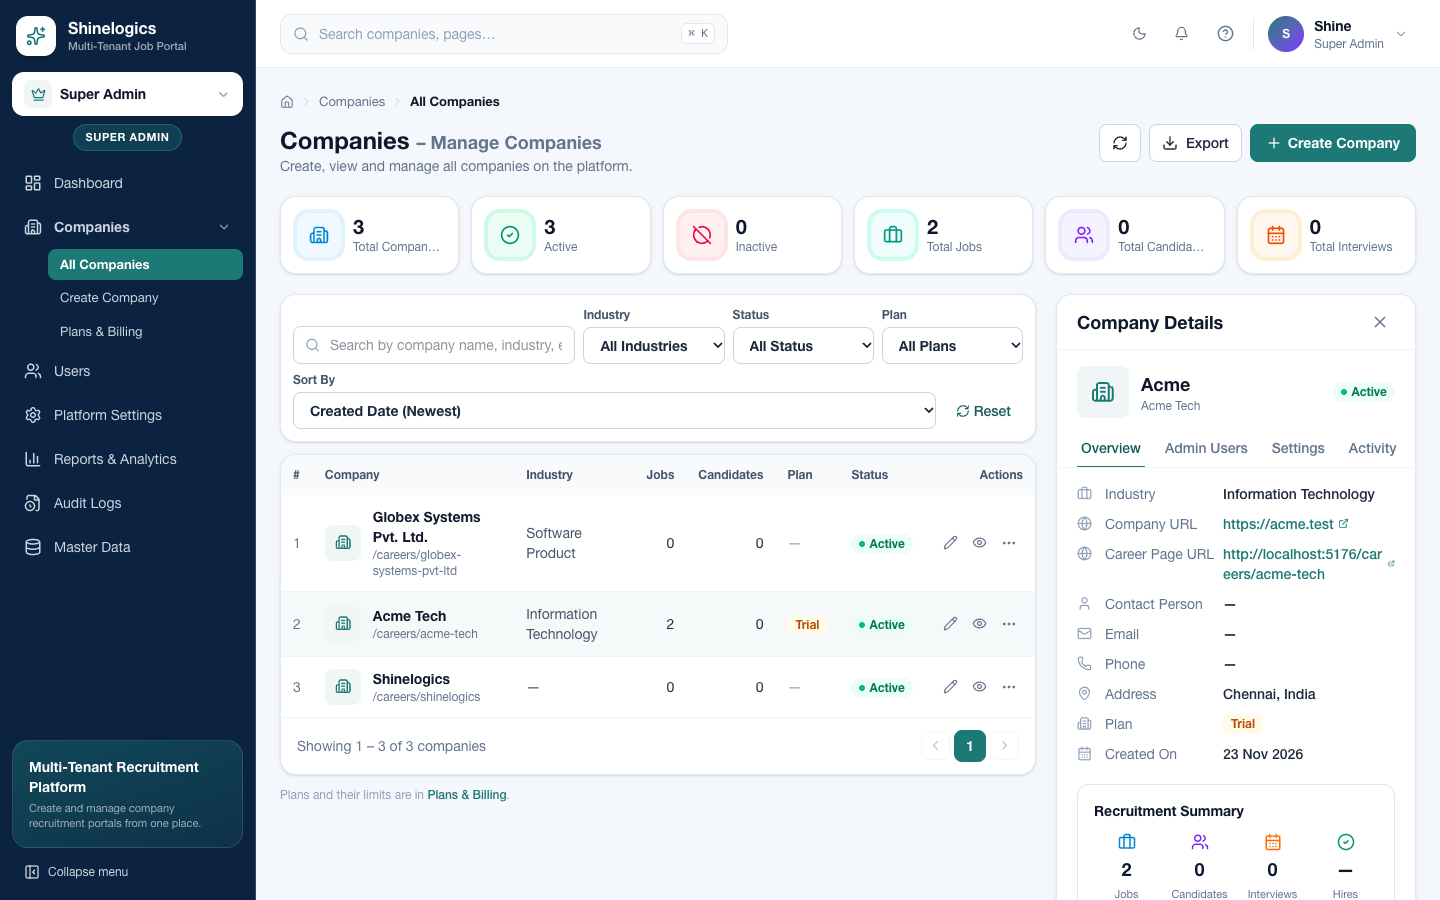 Shinelogics
Multi-Tenant Job Portal
Super Admin
SUPER ADMIN
Dashboard
Companies
All Companies
Create Company
Plans & Billing
Users
Platform Settings
Reports & Analytics
Audit Logs
Master Data
Multi-Tenant Recruitment
Platform
Create and manage company
recruitment portals from one place.
Collapse menu
Search companies, pages...
⌘ K
S
Shine
Super Admin
Companies
All Companies
Companies – Manage Companies
Create, view and manage all companies on the platform.
Export
Create Company
3
Total Compan...
3
Active
0
Inactive
2
Total Jobs
0
Total Candida...
0
Total Interviews
Search by company name, industry, e
Industry
All Industries
Status
All Status
Plan
All Plans
Sort By
Created Date (Newest)
Reset
# Company Industry Jobs Candidates Plan Status Actions
1 Globex Systems Pvt. Ltd. /careers/globex-systems-pvt-ltd Software Product 0 0 — Active
2 Acme Tech /careers/acme-tech Information Technology 2 0 Trial Active
3 Shinelogics /careers/shinelogics — 0 0 — Active
Showing 1 – 3 of 3 companies
1
Plans and their limits are in Plans & Billing.
Company Details
Acme
Acme Tech
Active
Overview Admin Users Settings Activity
Industry Information Technology
Company URL https://acme.test
Career Page URL http://localhost:5176/car
eers/acme-tech
Contact Person —
Email —
Phone —
Address Chennai, India
Plan Trial
Created On 23 Nov 2026
Recruitment Summary
2 0 0 —
Jobs Candidates Interviews Hires